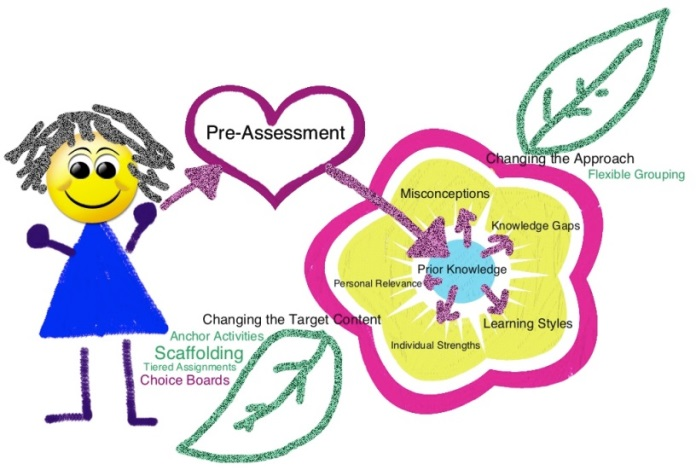 Pre-Assessment
Changing the Approach
Flexible Grouping
Misconceptions
Knowledge Gaps
Prior Knowledge
Personal Relevance
Learning Styles
Individual Strengths
Changing the Target Content
Anchor Activities
Scaffolding
Tiered Assignments
Choice Boards